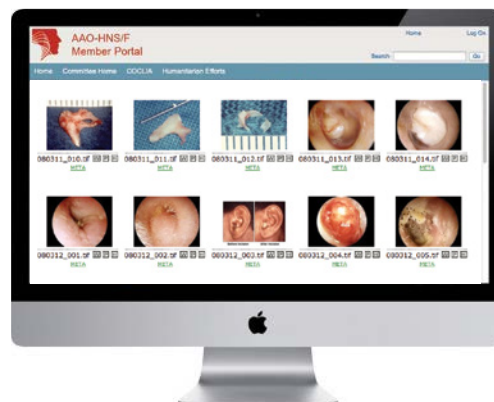 AAO-HNS/F
Member Portal
Home Log On
Search Go
Home Committee Home COCLIA Humanitarian Efforts
080311_010.tif 080311_011.tif 080311_012.tif 080311_013.tif 080311_014.tif
META META META META META
080312_001.tif 080312_002.tif 080312_003.tif 080312_004.tif 080312_005.tif
META META META META META